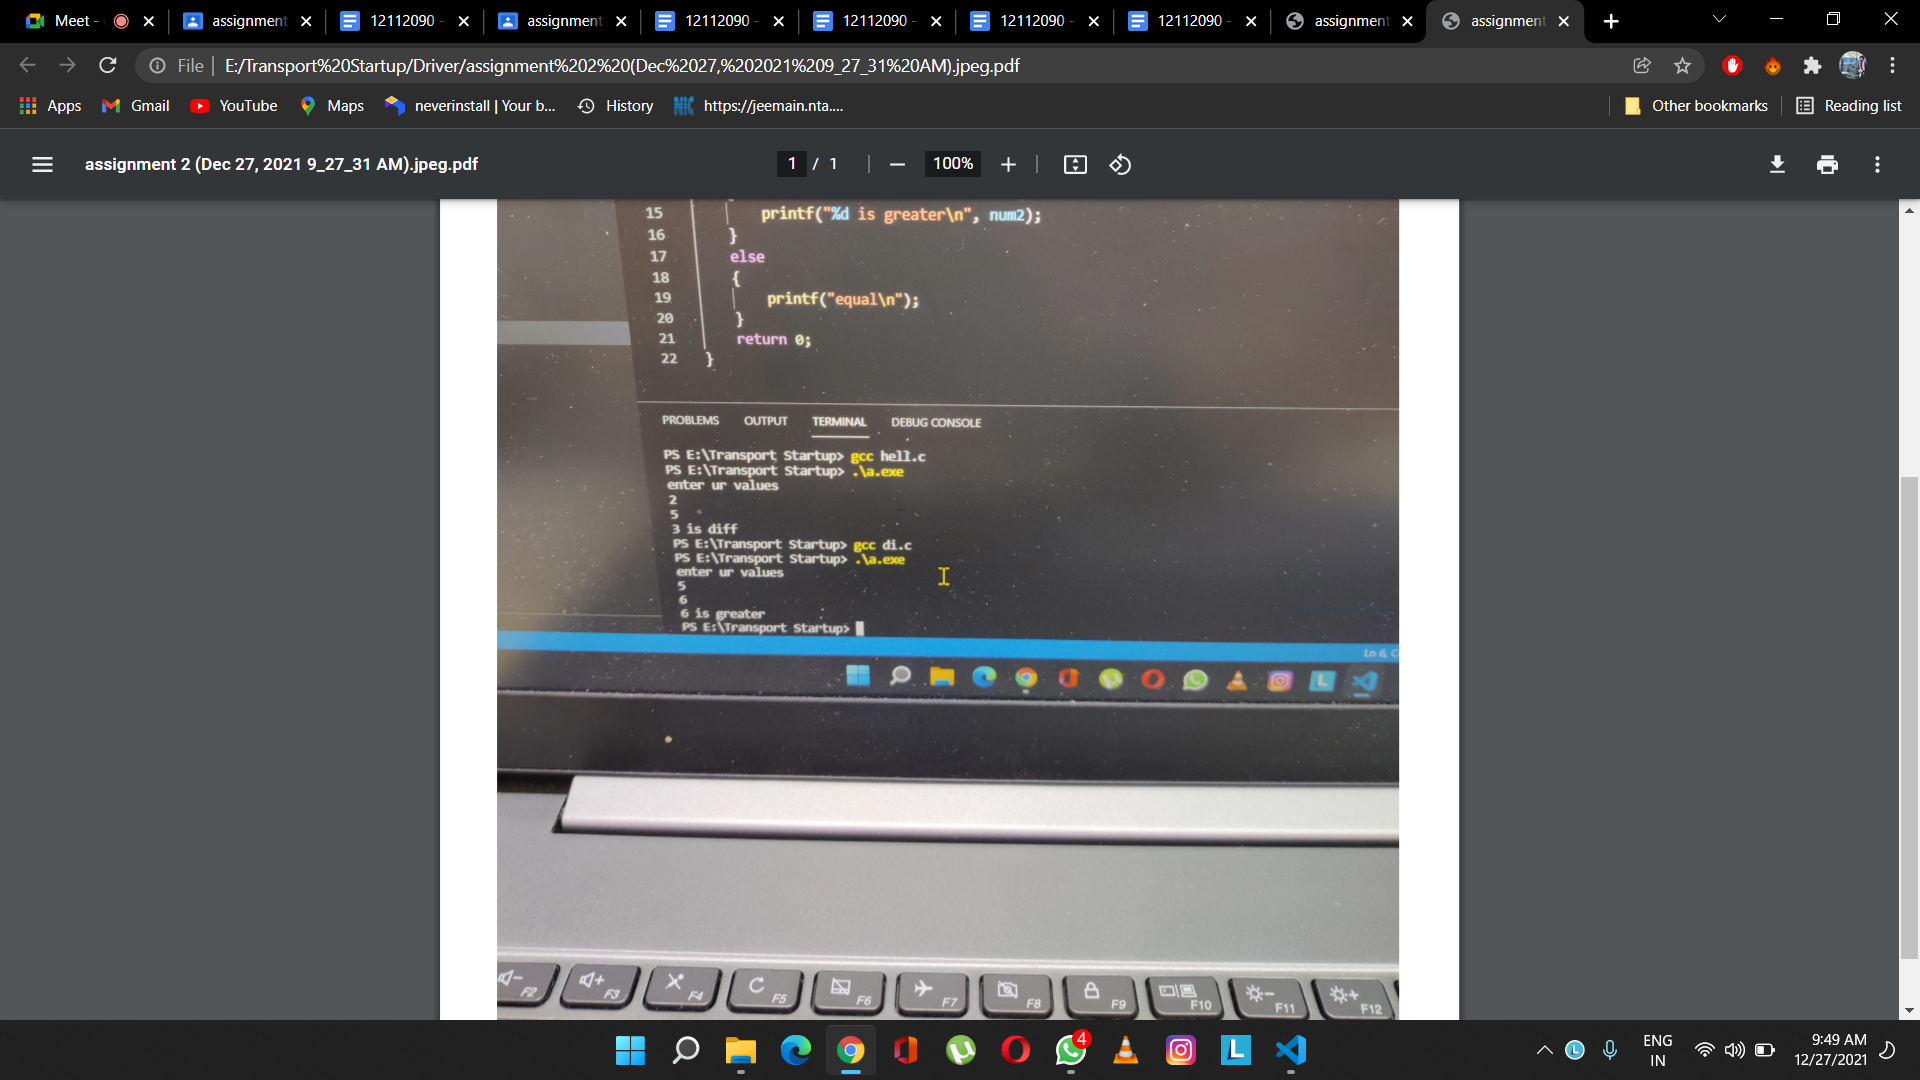 Meet -
assignment
12112090 -
assignment
12112090 -
12112090 -
12112090 -
12112090 -
assignment
assignment
File
E:/Transport%20Startup/Driver/assignment%202%20(Dec%2027,%202021%209_27_31%20AM).jpeg.pdf
Apps
Gmail
YouTube
Maps
neverinstall | Your b...
History
https://jeemain.nta....
Other bookmarks
Reading list
assignment 2 (Dec 27, 2021 9_27_31 AM).jpeg.pdf
1 / 1
100%
15 printf("%d is greater\n", num2);
16 }
17 else
18 {
19 printf("equal\n");
20 }
21 return 0;
22 }
PROBLEMS OUTPUT TERMINAL DEBUG CONSOLE
PS E:\Transport Startup> gcc hell.c
PS E:\Transport Startup> .\a.exe
enter ur values
2
5
3 is diff
PS E:\Transport Startup> gcc di.c
PS E:\Transport Startup> .\a.exe
enter ur values
5
6
6 is greater
PS E:\Transport Startup>
Ln 6, C
F2 F3 F4 F5 F6 F7 F8 F9 F10 F11 F12
4
ENG
IN
9:49 AM
12/27/2021